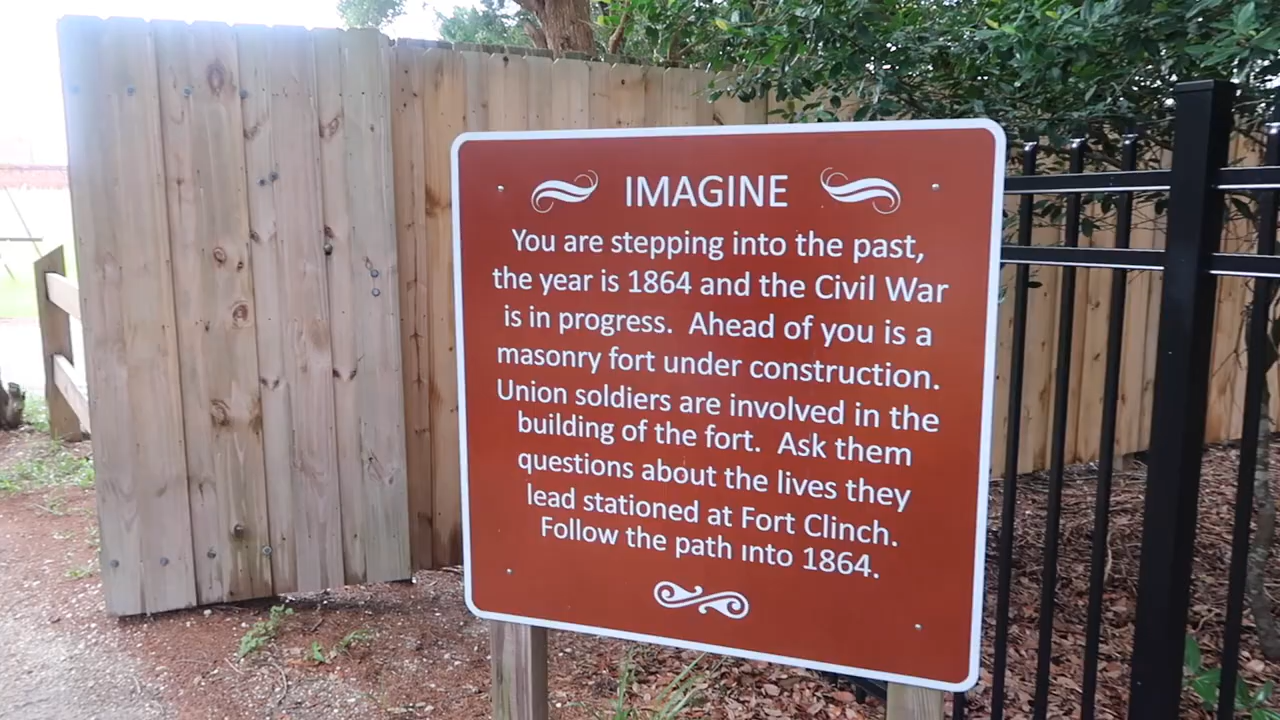 IMAGINE
You are stepping into the past,
the year is 1864 and the Civil War
is in progress.  Ahead of you is a
masonry fort under construction.
Union soldiers are involved in the
building of the fort.  Ask them
questions about the lives they
lead stationed at Fort Clinch.
Follow the path into 1864.